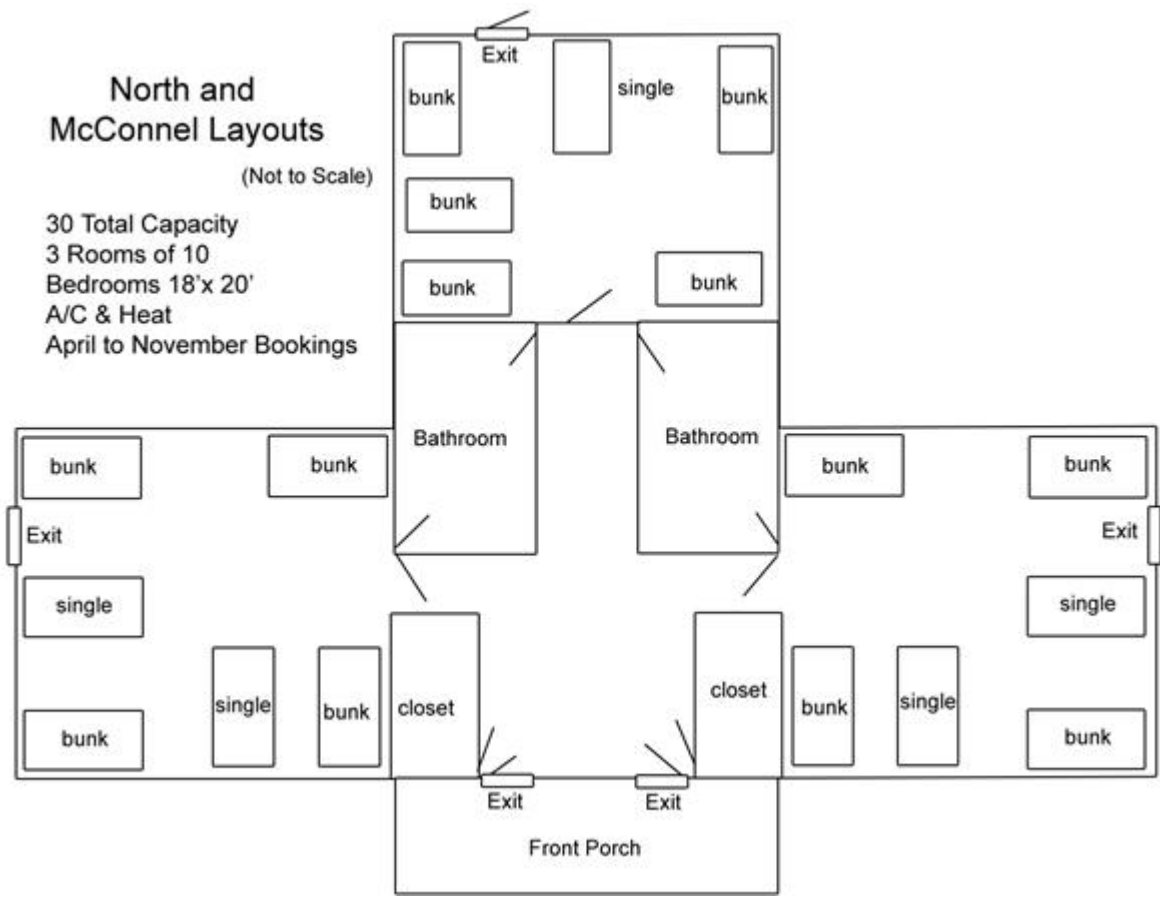 North and
McConnel Layouts
(Not to Scale)
30 Total Capacity
3 Rooms of 10
Bedrooms 18'x 20'
A/C & Heat
April to November Bookings
Exit
bunk
single
bunk
bunk
bunk
bunk
Bathroom
Bathroom
bunk
bunk
bunk
bunk
Exit
Exit
single
single
single
bunk
closet
closet
bunk
single
bunk
bunk
Exit
Exit
Front Porch